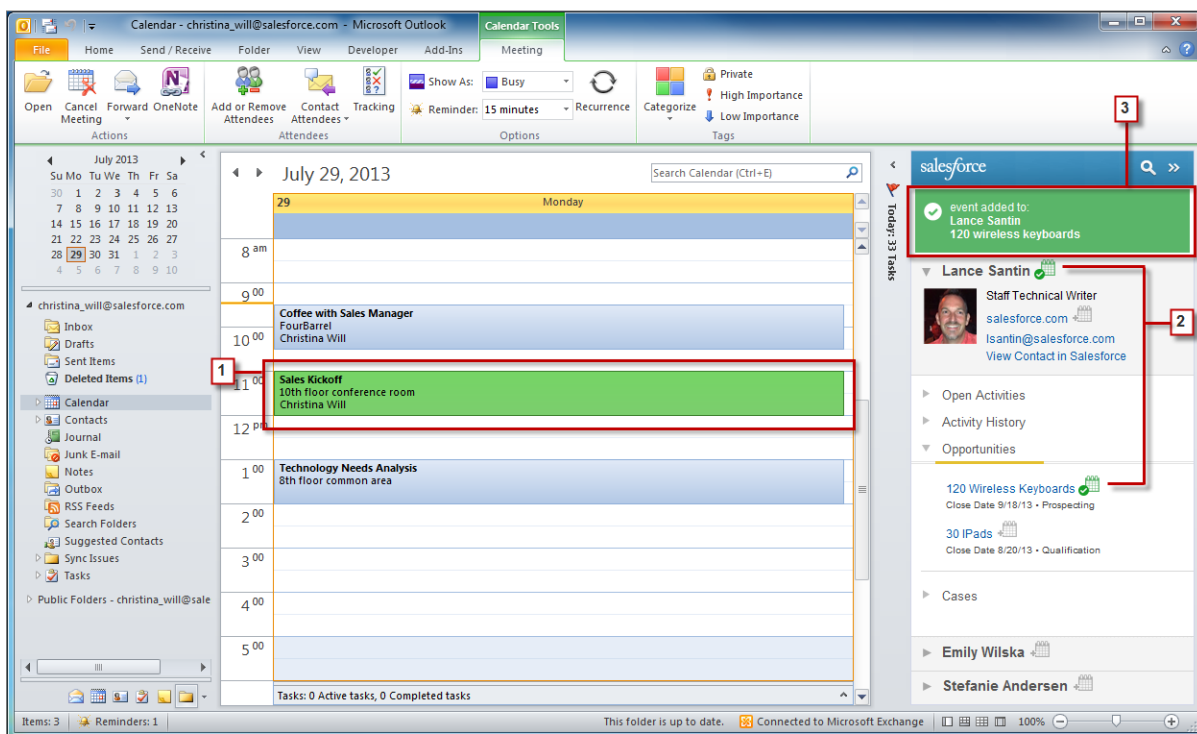 Calendar - christina_will@salesforce.com - Microsoft Outlook
Calendar Tools
File Home Send / Receive Folder View Developer Add-Ins Meeting
Open
Cancel Meeting
Forward
OneNote
Actions
Add or Remove Attendees
Contact Attendees
Tracking
Attendees
Show As: Busy
Reminder: 15 minutes
Recurrence
Options
Categorize
Private
High Importance
Low Importance
Tags
3
July 2013
Su Mo Tu We Th Fr Sa
30 1 2 3 4 5 6
7 8 9 10 11 12 13
14 15 16 17 18 19 20
21 22 23 24 25 26 27
28 29 30 31 1 2 3
4 5 6 7 8 9 10
christina_will@salesforce.com
Inbox
Drafts
Sent Items
Deleted Items (1)
Calendar
Contacts
Journal
Junk E-mail
Notes
Outbox
RSS Feeds
Search Folders
Suggested Contacts
Sync Issues
Tasks
Public Folders - christina_will@sale
July 29, 2013
Search Calendar (Ctrl+E)
29 Monday
8 am
9 00
Coffee with Sales Manager
FourBarrel
10 00
Christina Will
1
11 00
Sales Kickoff
10th floor conference room
Christina Will
12 pm
1 00
Technology Needs Analysis
8th floor common area
2 00
3 00
4 00
5 00
Tasks: 0 Active tasks, 0 Completed tasks
Today: 33 Tasks
salesforce
event added to:
Lance Santin
120 wireless keyboards
Lance Santin
Staff Technical Writer
salesforce.com
lsantin@salesforce.com
View Contact in Salesforce
2
Open Activities
Activity History
Opportunities
120 Wireless Keyboards
Close Date 9/18/13 • Prospecting
30 IPads
Close Date 8/20/13 • Qualification
Cases
Emily Wilska
Stefanie Andersen
Items: 3 Reminders: 1
This folder is up to date. Connected to Microsoft Exchange 100%